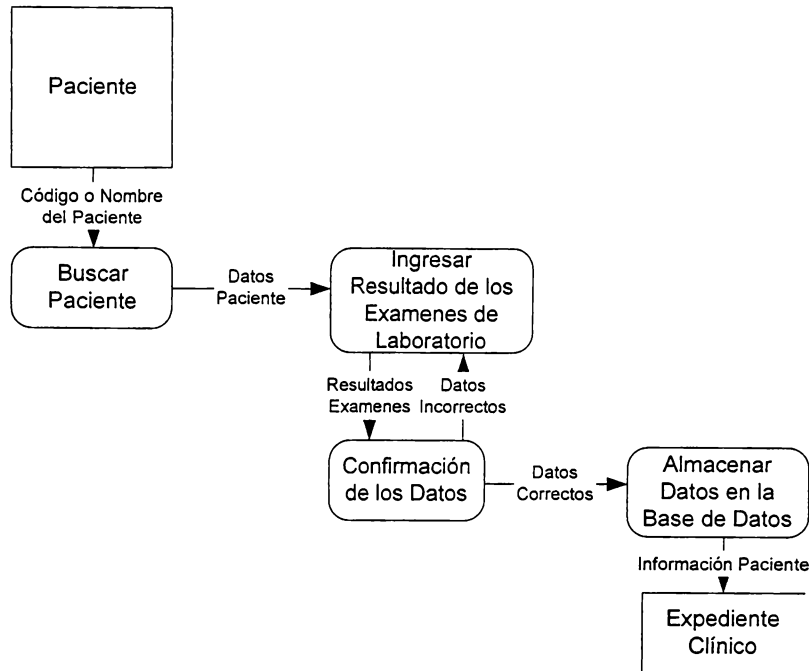 Paciente
Código o Nombre
del Paciente
Buscar
Paciente
Datos
Paciente
Ingresar
Resultado de los
Examenes de
Laboratorio
Resultados
Examenes
Datos
Incorrectos
Confirmación
de los Datos
Datos
Correctos
Almacenar
Datos en la
Base de Datos
Información Paciente
Expediente
Clínico